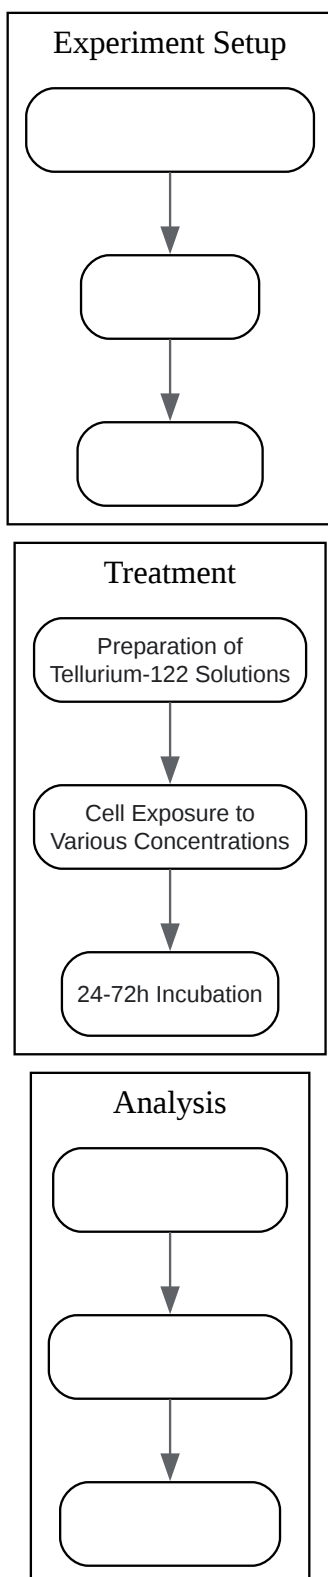 Experiment Setup
Treatment
Preparation of
Tellurium-122 Solutions
Cell Exposure to
Various Concentrations
24-72h Incubation
Analysis